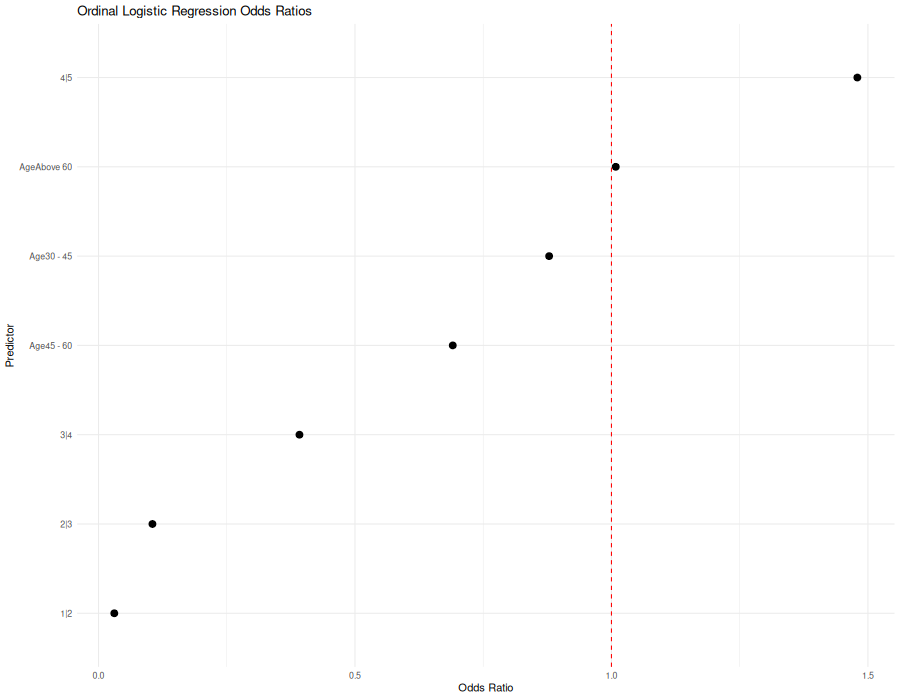 Ordinal Logistic Regression Odds Ratios
Predictor
4|5
AgeAbove 60
Age30 - 45
Age45 - 60
3|4
2|3
1|2
0.0 0.5 1.0 1.5
Odds Ratio